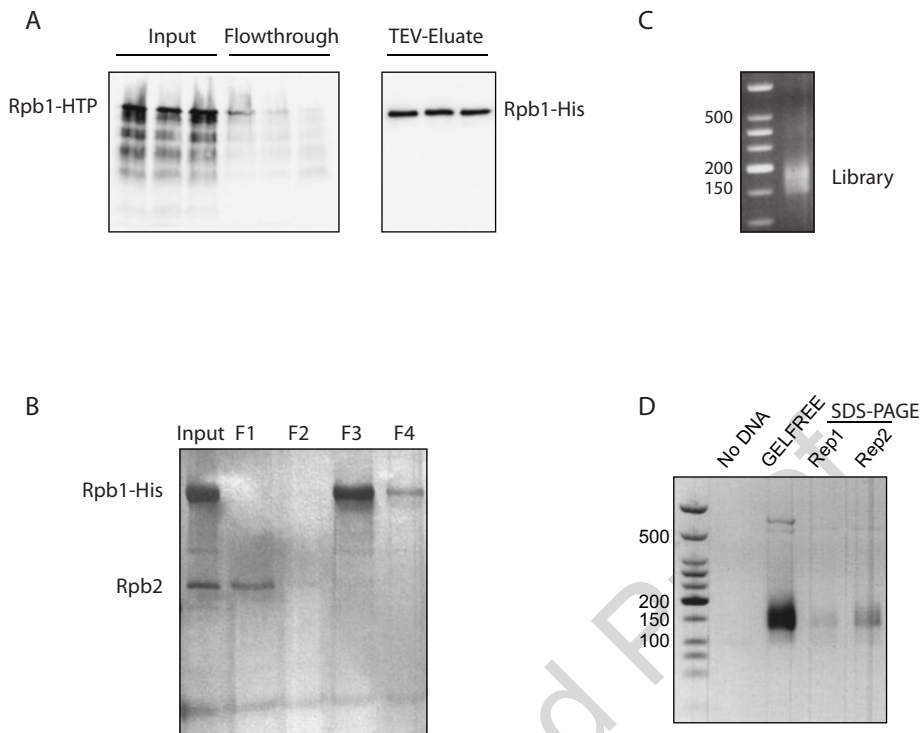 A
Input Flowthrough TEV-Eluate
Rpb1-HTP
Rpb1-His
C
500
200
150
Library
B
Input F1 F2 F3 F4
Rpb1-His
Rpb2
D
SDS-PAGE
No DNA GELFREE Rep1 Rep2
500
200
150
100